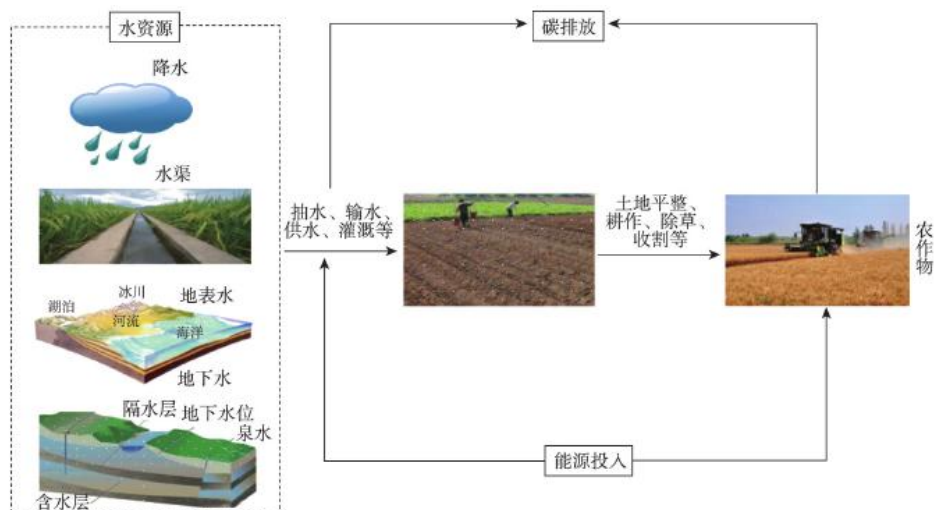 水资源
碳排放
降水
水渠
抽水、输水、
供水、灌溉等
土地平整、
耕作、除草、
收割等
农作物
冰川
湖泊
地表水
河流
海洋
地下水
隔水层
地下水位
泉水
含水层
能源投入